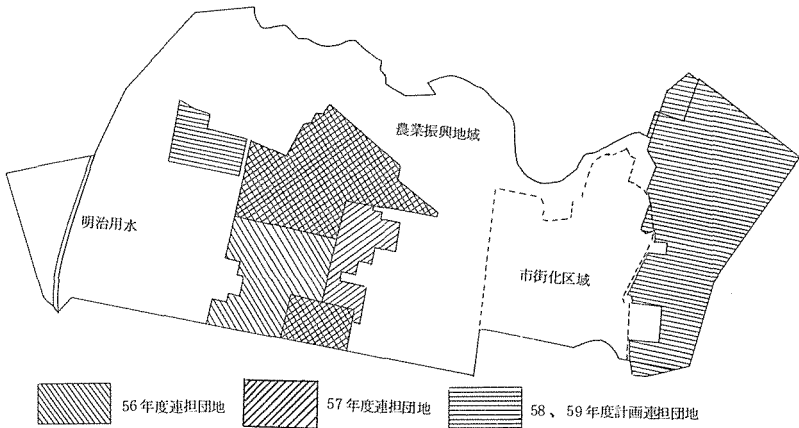 農業振興地域
明治用水
市街化区域
56年度連担団地
57年度連担団地
58、59年度計画連担団地